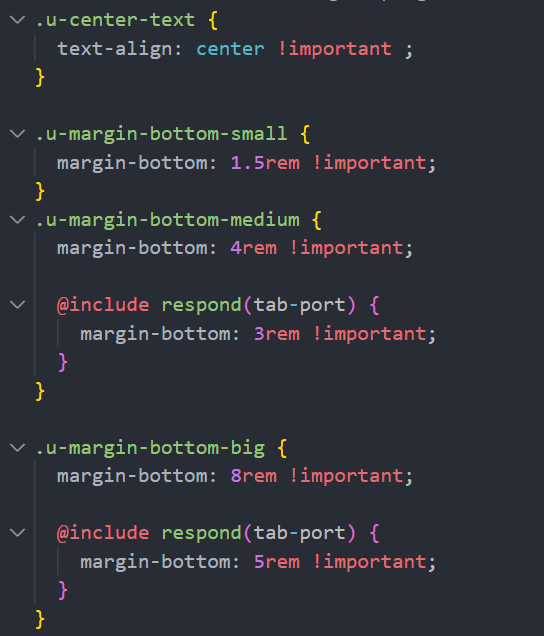 .u-center-text {
text-align: center !important ;
}
.u-margin-bottom-small {
margin-bottom: 1.5rem !important;
}
.u-margin-bottom-medium {
margin-bottom: 4rem !important;
@include respond(tab-port) {
margin-bottom: 3rem !important;
}
}
.u-margin-bottom-big {
margin-bottom: 8rem !important;
@include respond(tab-port) {
margin-bottom: 5rem !important;
}
}